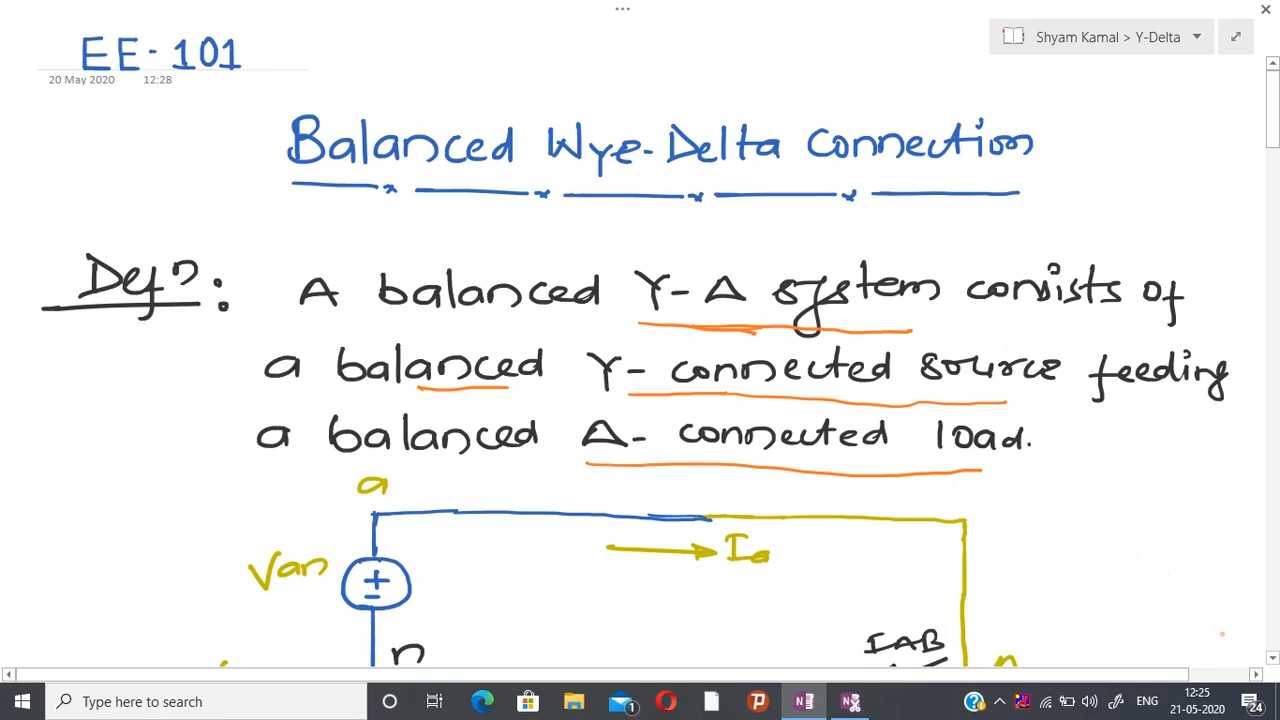 Shyam Kamal > Y-Delta
EE-101
20 May 2020 12:28
Balanced Wye-Delta Connection
Defn: A balanced Y-Δ system consists of
a balanced Y-connected source feeding
a balanced Δ-connected load.
a
Ia
Van
+
-
n
IAB
Type here to search
1
ENG
12:25
21-05-2020
24